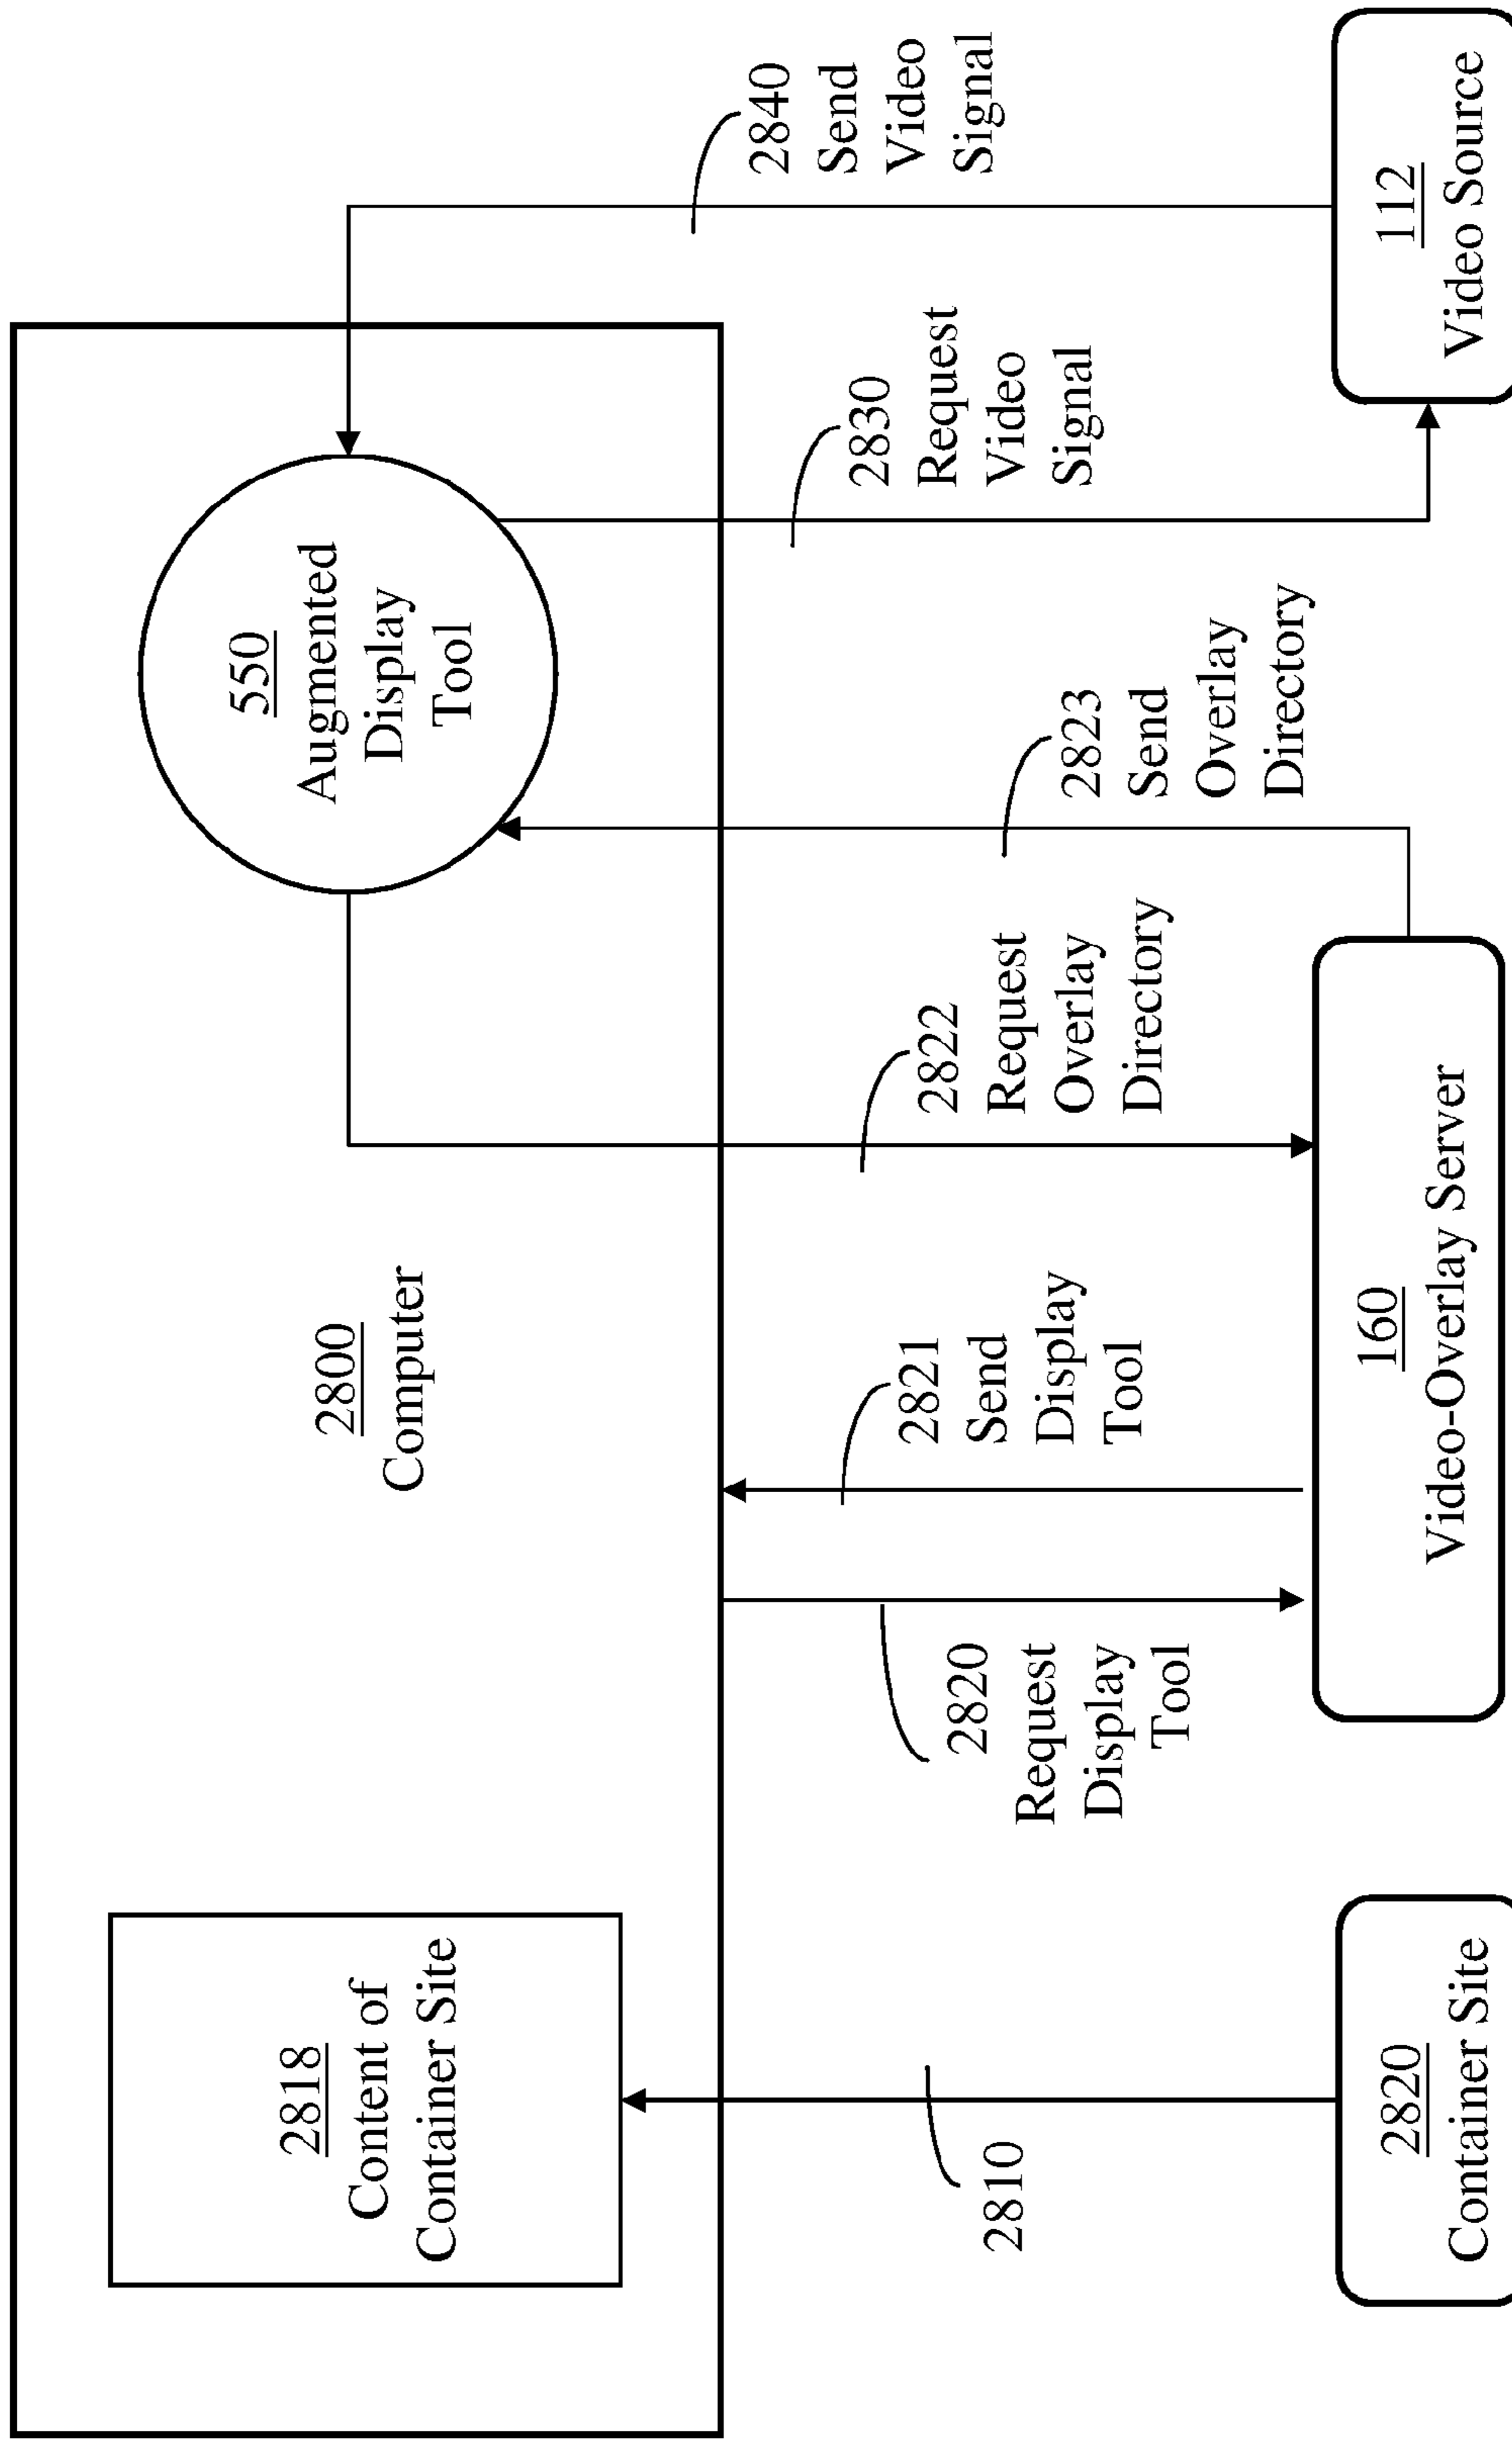 2800
Computer
2818
Content of
Container Site
550
Augmented
Display
Tool
2810
2820
Request
Display
Tool
2821
Send
Display
Tool
2822
Request
Overlay
Directory
2823
Send
Overlay
Directory
2830
Request
Video
Signal
2840
Send
Video
Signal
2820
Container Site
160
Video-Overlay Server
112
Video Source